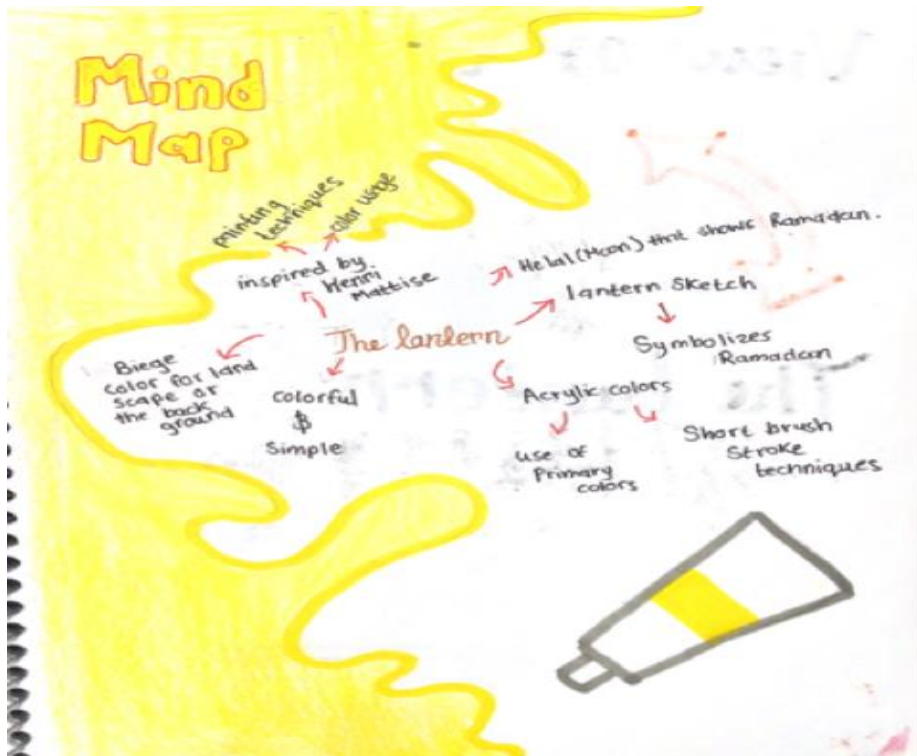 Mind
Map
painting
techniques
color usage
inspired by
Henri
Mattise
Helal (Moon) that shows Ramadan.
lantern sketch
Symbolizes
Ramadan
The lantern
Biege
color for land
scape or
the back
ground
Colorful
&
Simple
Acrylic colors
use of
Primary
colors
Short brush
Stroke
techniques